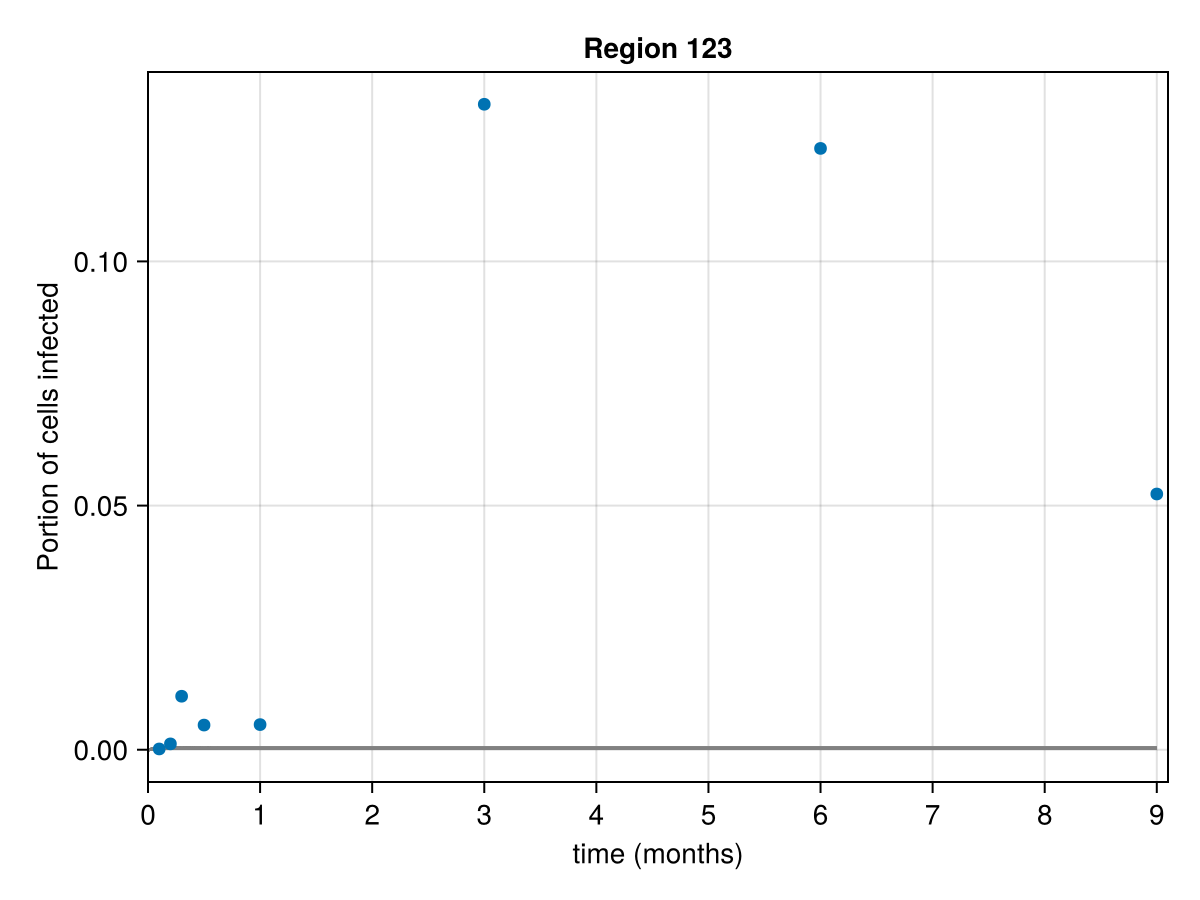 Region 123
Portion of cells infected
0.10
0.05
0.00
0 1 2 3 4 5 6 7 8 9
time (months)